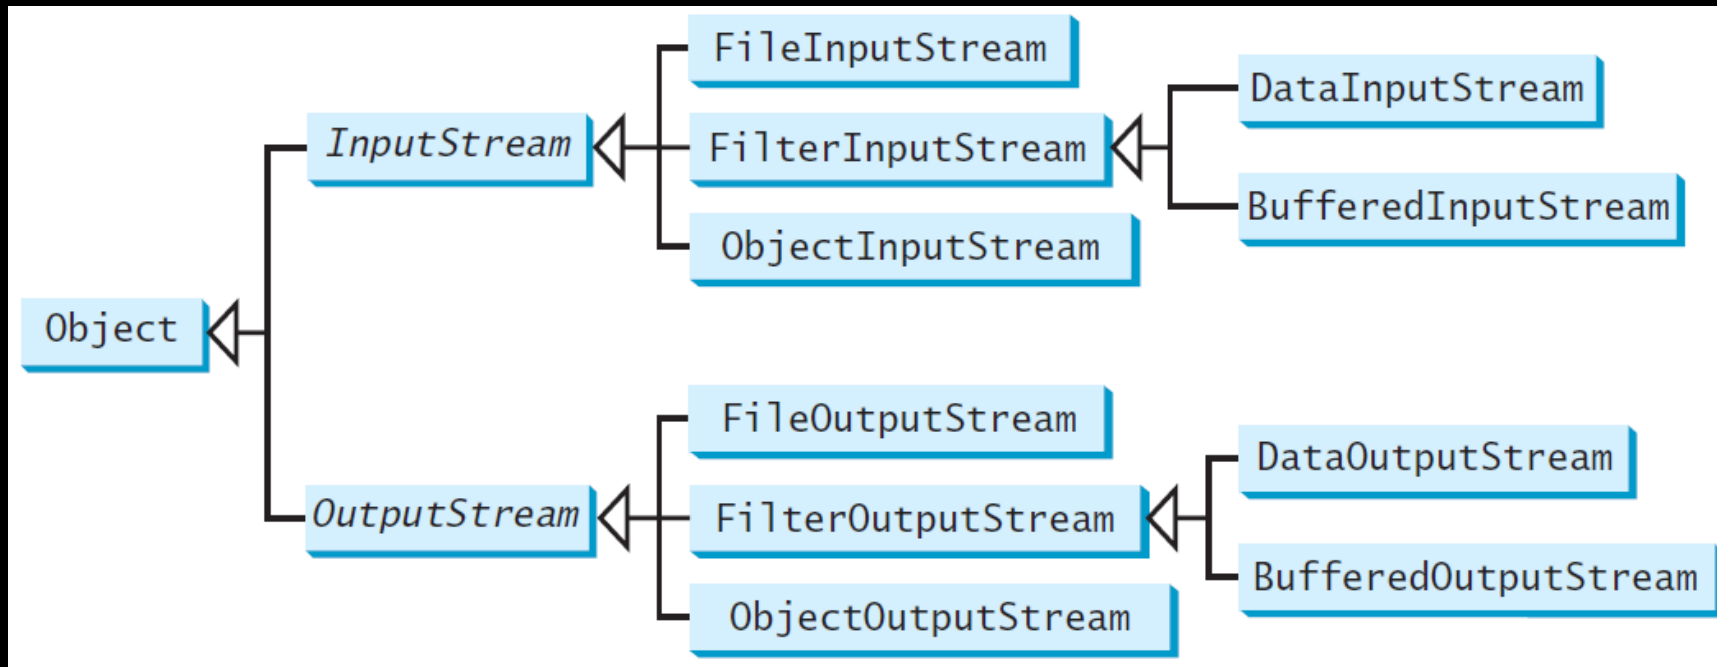 FileInputStream
DataInputStream
InputStream
FilterInputStream
BufferedInputStream
ObjectInputStream
Object
FileOutputStream
DataOutputStream
OutputStream
FilterOutputStream
BufferedOutputStream
ObjectOutputStream